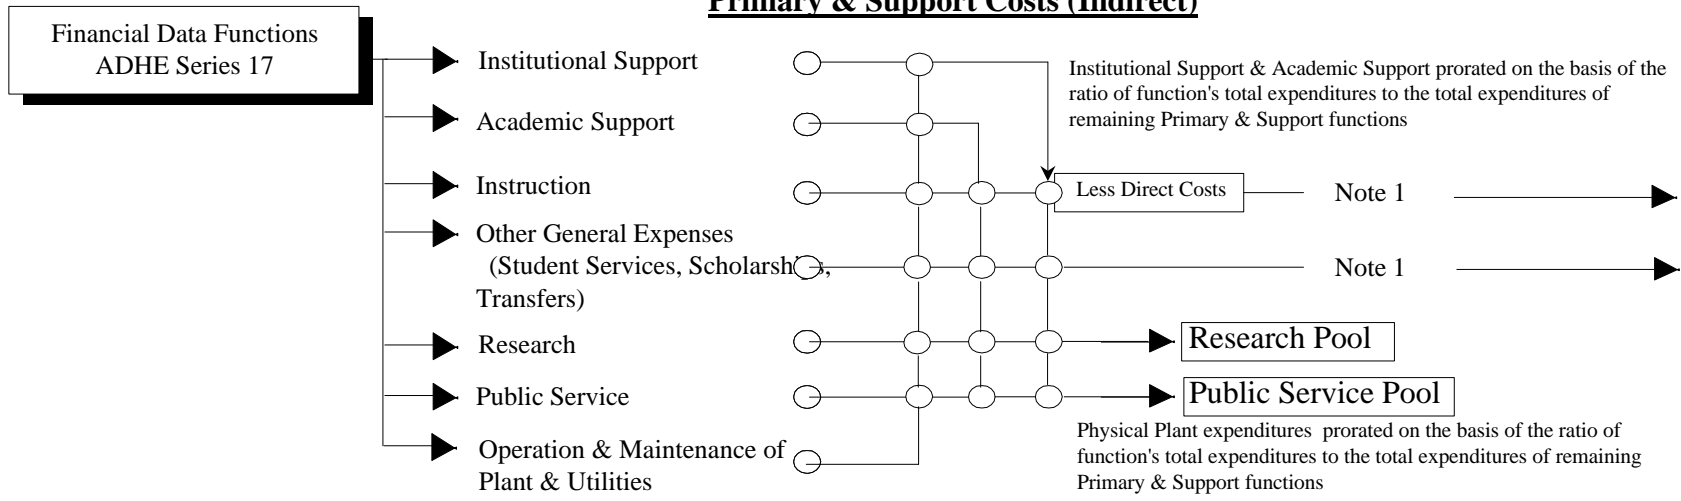 Primary & Support Costs (Indirect)
Financial Data Functions
ADHE Series 17
Institutional Support
Institutional Support & Academic Support prorated on the basis of the
ratio of function's total expenditures to the total expenditures of
remaining Primary & Support functions
Academic Support
Instruction
Less Direct Costs
Note 1
Other General Expenses
(Student Services, Scholarships,
Transfers)
Note 1
Research
Research Pool
Public Service
Public Service Pool
Operation & Maintenance of
Plant & Utilities
Physical Plant expenditures prorated on the basis of the ratio of
function's total expenditures to the total expenditures of remaining
Primary & Support functions